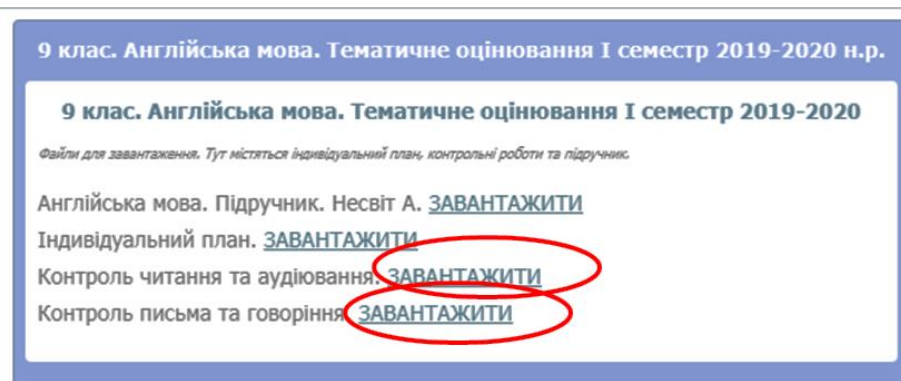 9 клас. Англійська мова. Тематичне оцінювання І семестр 2019-2020 н.р.
9 клас. Англійська мова. Тематичне оцінювання І семестр 2019-2020
Файли для завантаження. Тут містяться індивідуальний план, контрольні роботи та підручник.
Англійська мова. Підручник. Несвіт А. ЗАВАНТАЖИТИ
Індивідуальний план. ЗАВАНТАЖИТИ
Контроль читання та аудіювання. ЗАВАНТАЖИТИ
Контроль письма та говоріння ЗАВАНТАЖИТИ